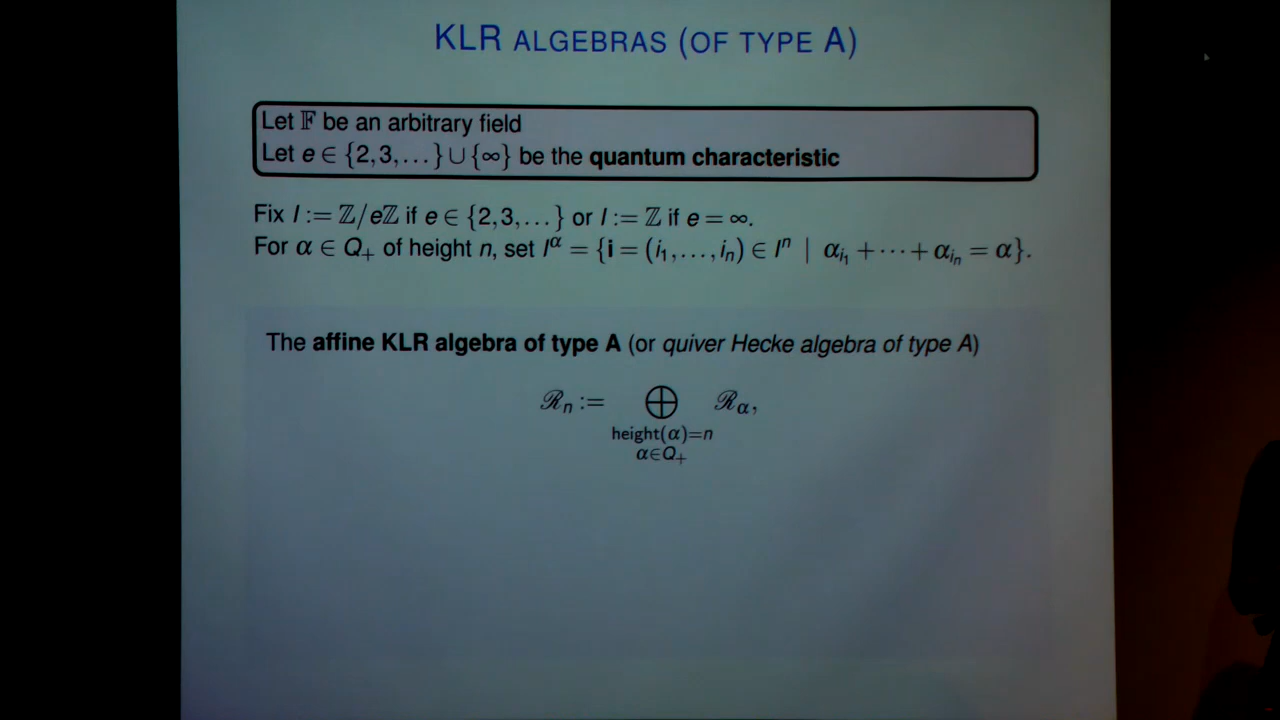 KLR ALGEBRAS (OF TYPE A)
Let 𝔽 be an arbitrary field
Let e ∈ {2,3,...} ∪ {∞} be the quantum characteristic
Fix I := ℤ/eℤ if e ∈ {2,3,...} or I := ℤ if e = ∞.
For α ∈ Q₊ of height n, set I^α = {i = (i₁,...,iₙ) ∈ Iⁿ | α_{i₁} + ··· + α_{iₙ} = α}.
The affine KLR algebra of type A (or quiver Hecke algebra of type A)
ℛₙ := ⊕ ℛ_α,
height(α)=n
α∈Q₊